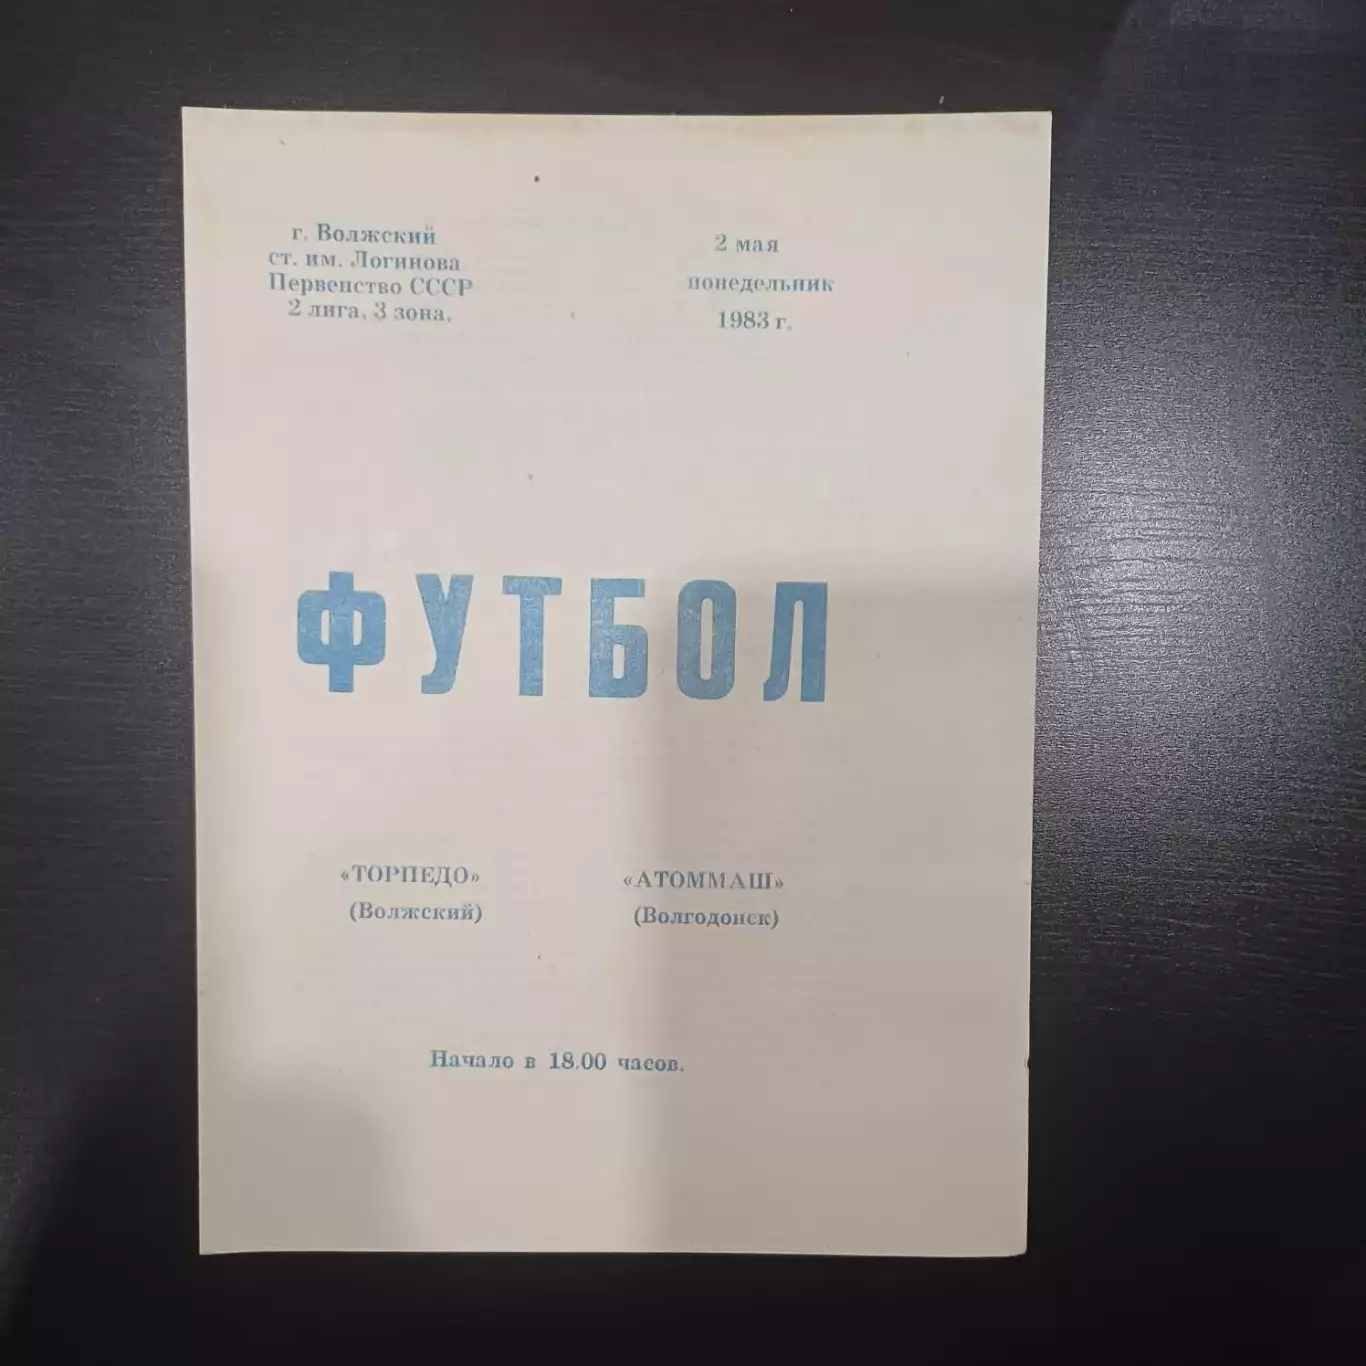 г. Волжский
ст. им. Логинова
Первенство СССР
2 лига, 3 зона.
2 мая
понедельник
1983 г.
ФУТБОЛ
«ТОРПЕДО»
(Волжский)
«АТОММАШ»
(Волгодонск)
Начало в 18.00 часов.